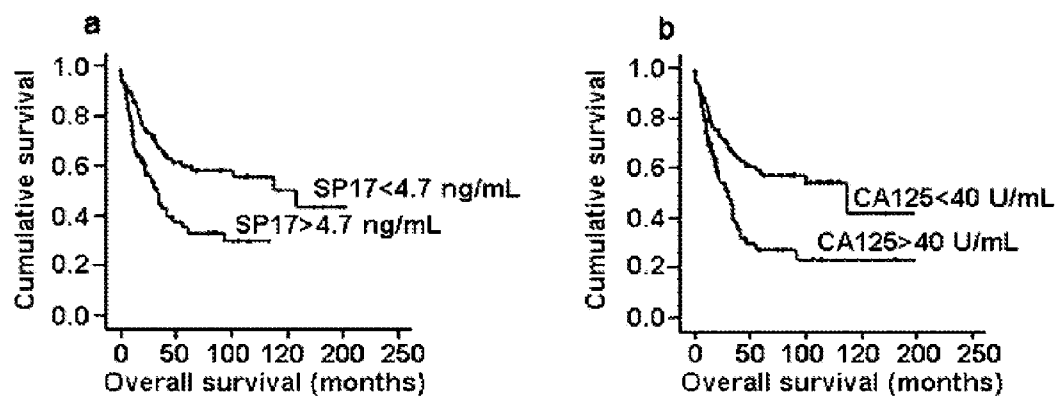 a
Cumulative survival
1.0
0.8
0.6
0.4
0.2
0.0
SP17<4.7 ng/mL
SP17>4.7 ng/mL
0 50 100 120 200 250
Overall survival (months)
b
Cumulative survival
1.0
0.8
0.6
0.4
0.2
0.0
CA125<40 U/mL
CA125>40 U/mL
0 50 100 120 200 250
Overall survival (months)